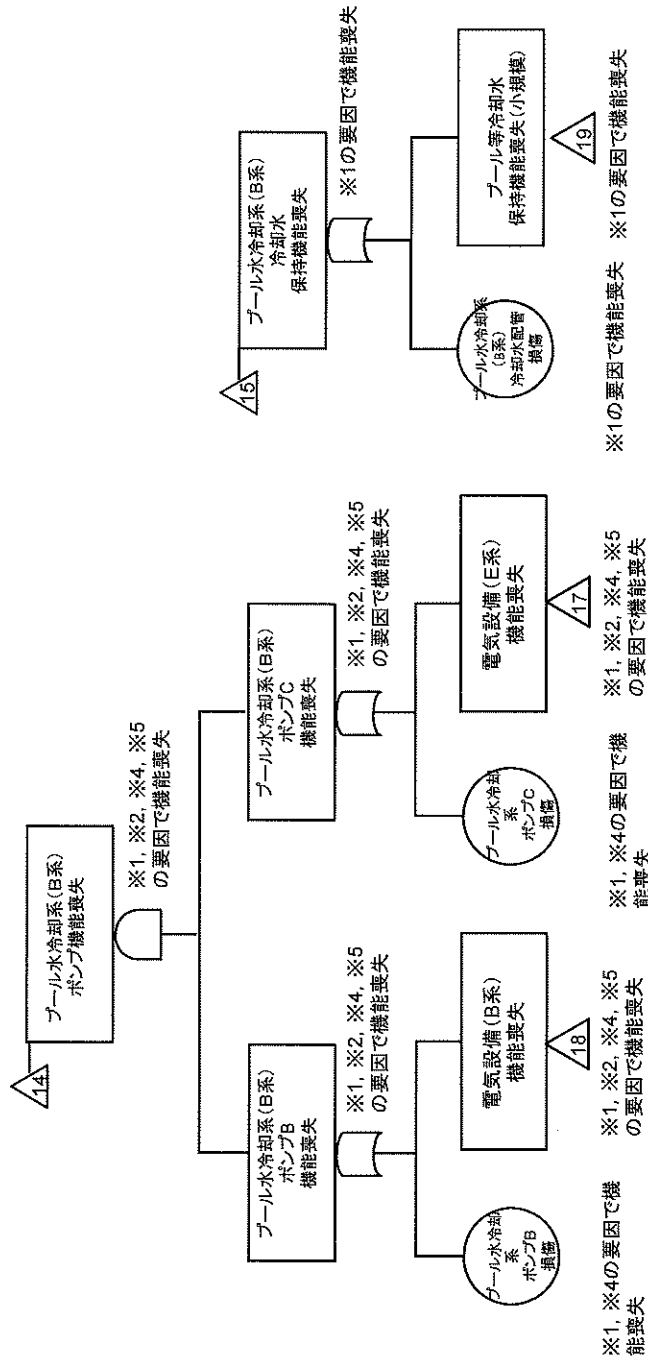 14
プール水冷却系(B系)
ポンプ機能喪失
※1, ※2, ※4, ※5
の要因で機能喪失
プール水冷却系(B系)
ポンプB
機能喪失
※1, ※2, ※4, ※5
の要因で機能喪失
プール水冷却
系
ポンプB
損傷
※1, ※4の要因で機
能喪失
電気設備(B系)
機能喪失
18
※1, ※2, ※4, ※5
の要因で機能喪失
プール水冷却系(B系)
ポンプC
機能喪失
※1, ※2, ※4, ※5
の要因で機能喪失
プール水冷却
系
ポンプC
損傷
※1, ※4の要因で機
能喪失
電気設備(E系)
機能喪失
17
※1, ※2, ※4, ※5
の要因で機能喪失
15
プール水冷却系(B系)
冷却水
保持機能喪失
※1の要因で機能喪失
プール水冷却系
(B系)
冷却水配管
損傷
※1の要因で機能喪失
プール等冷却水
保持機能喪失(小規模)
19
※1の要因で機能喪失